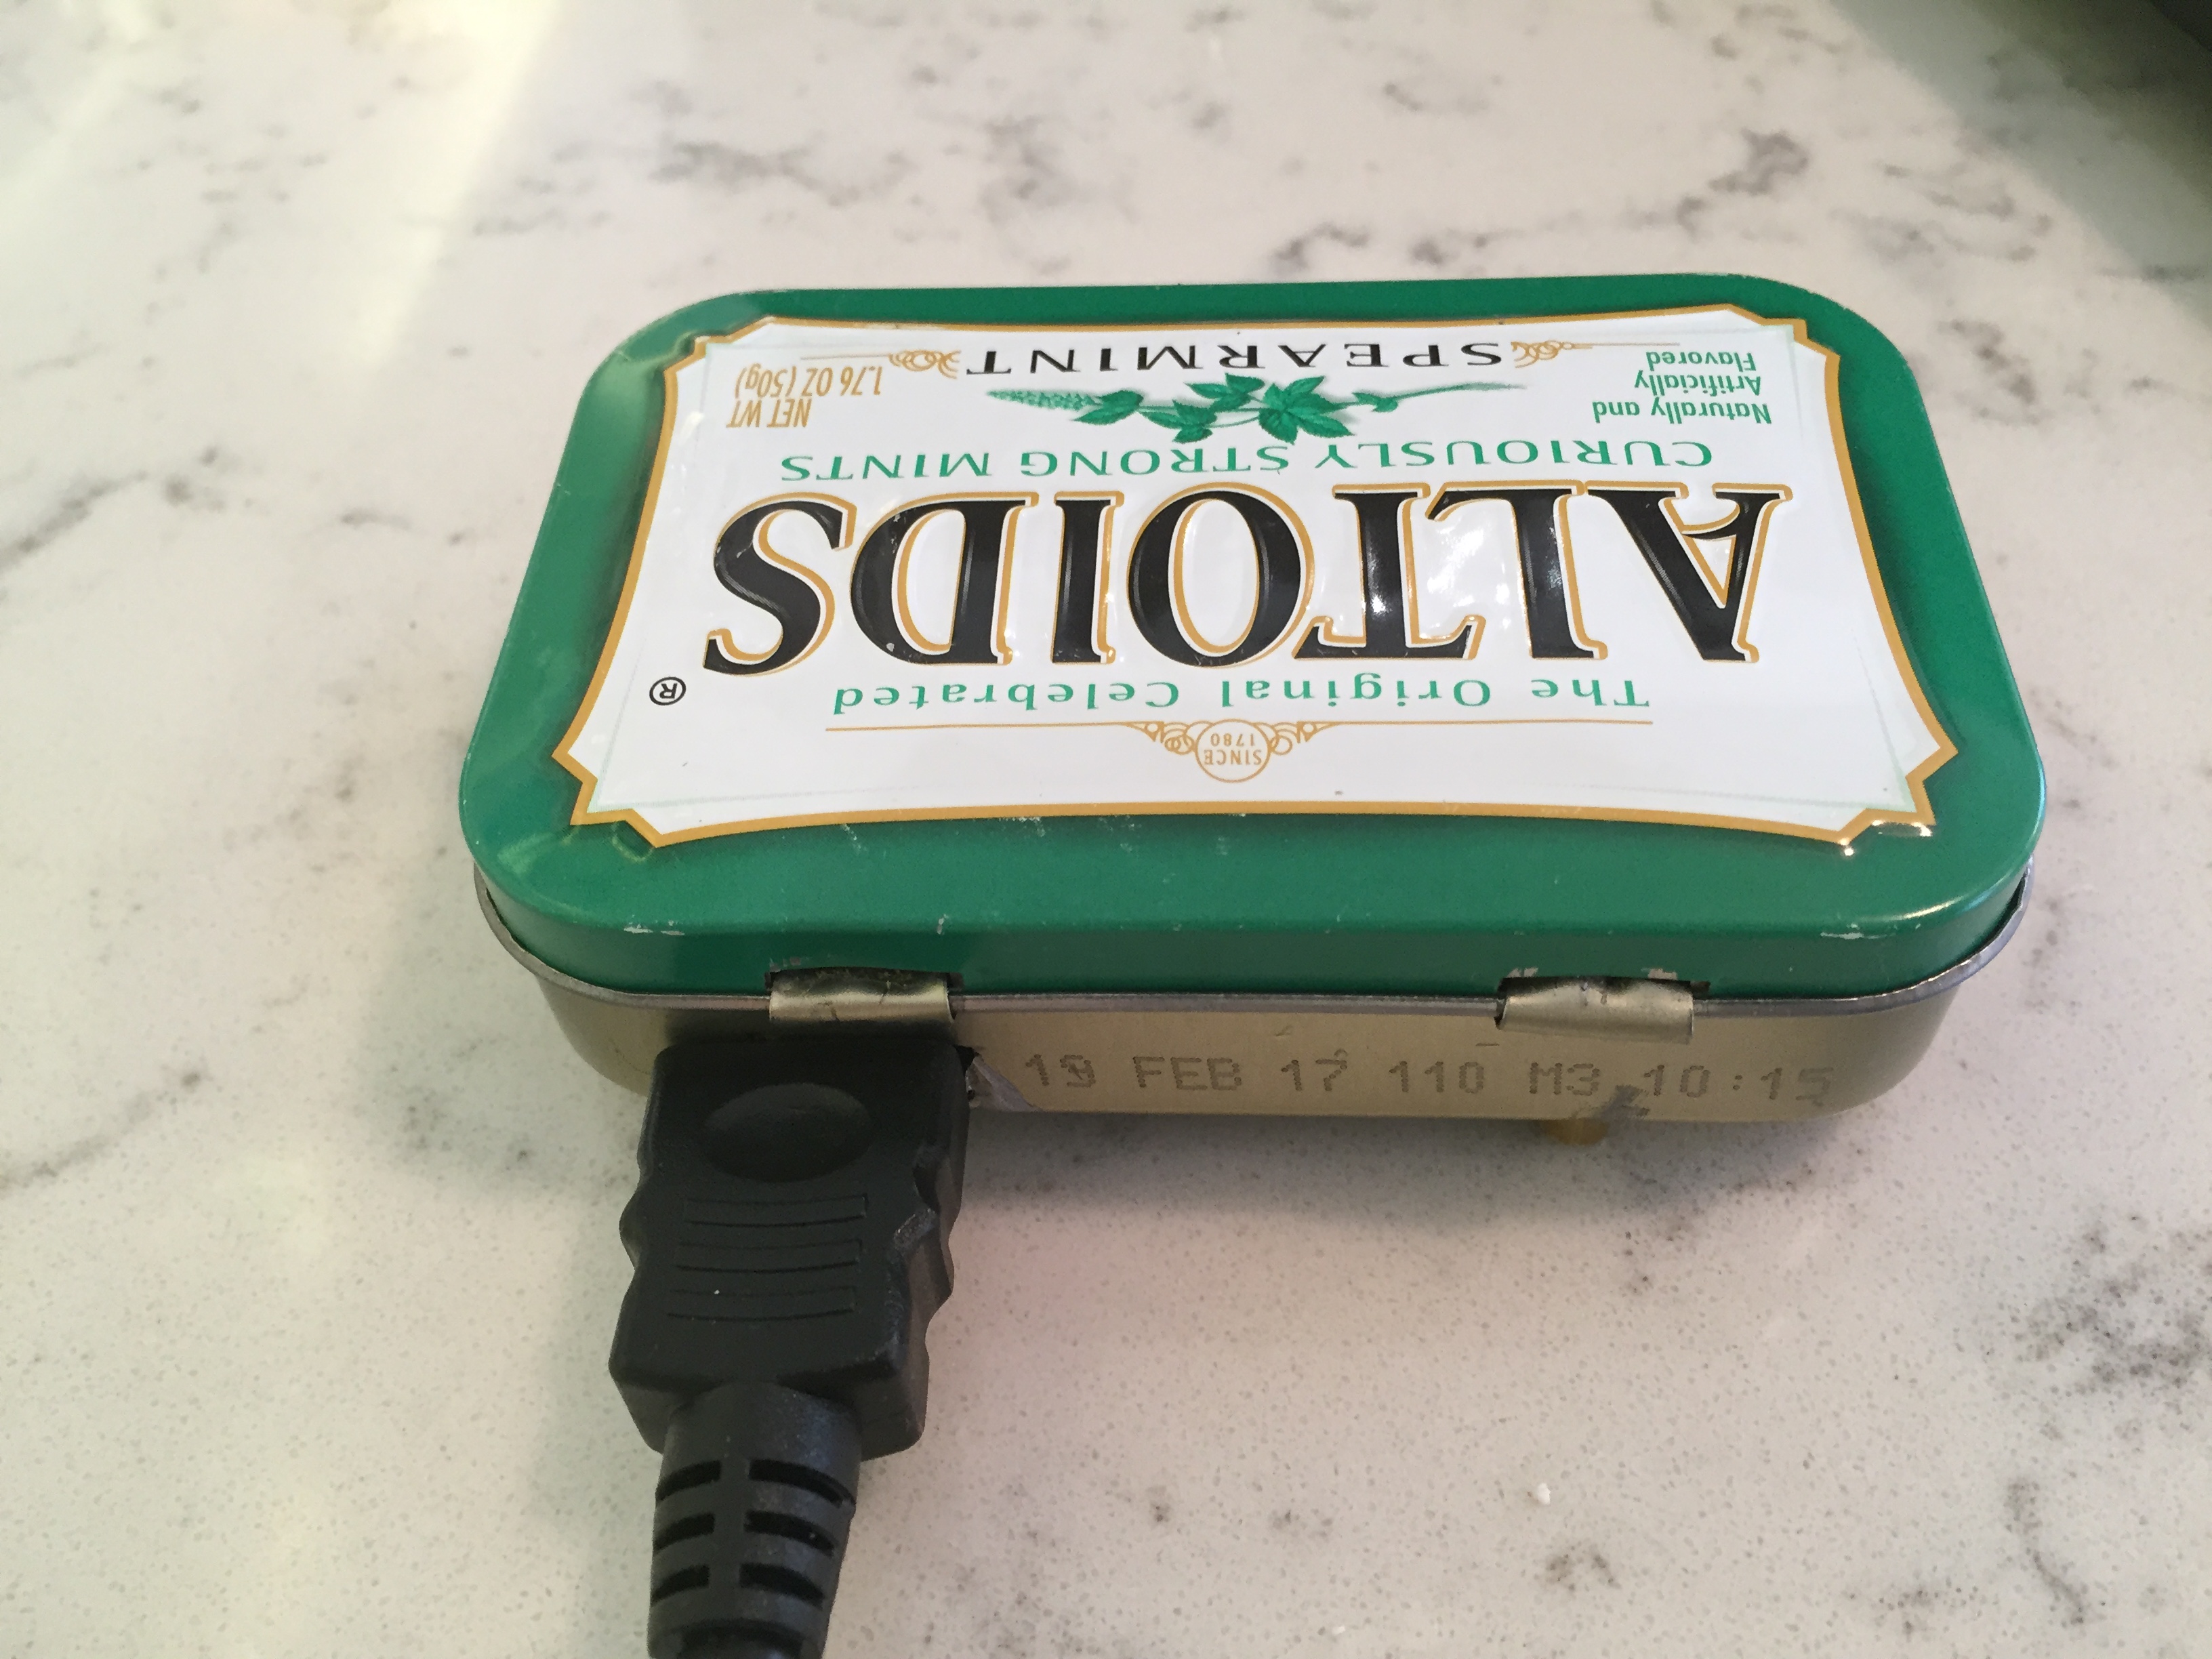 SINCE
1780
The Original Celebrated
ALTOIDS
®
CURIOUSLY STRONG MINTS
Naturally and
Artificially
Flavored
SPEARMINT
NET WT
1.76 OZ (50g)
FEB 17 110 M3 10:15